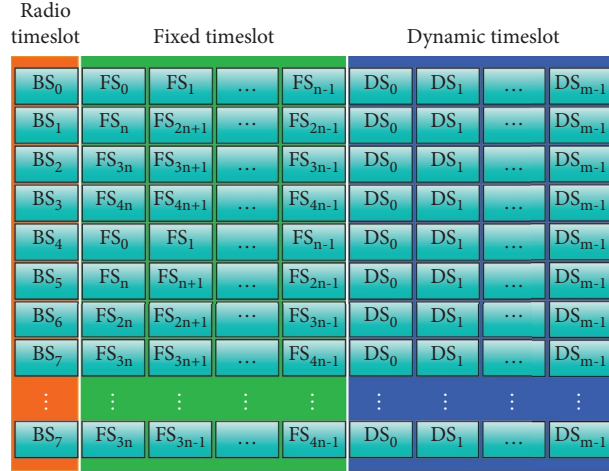 Radio timeslot Fixed timeslot Dynamic timeslot
BS0 FS0 FS1 ... FSn-1 DS0 DS1 ... DSm-1
BS1 FSn FS2n+1 ... FS2n-1 DS0 DS1 ... DSm-1
BS2 FS3n FS3n+1 ... FS3n-1 DS0 DS1 ... DSm-1
BS3 FS4n FS4n+1 ... FS4n-1 DS0 DS1 ... DSm-1
BS4 FS0 FS1 ... FSn-1 DS0 DS1 ... DSm-1
BS5 FSn FSn+1 ... FS2n-1 DS0 DS1 ... DSm-1
BS6 FS2n FS2n+1 ... FS3n-1 DS0 DS1 ... DSm-1
BS7 FS3n FS3n+1 ... FS4n-1 DS0 DS1 ... DSm-1
⋮ ⋮ ⋮ ⋮ ⋮ ⋮ ⋮ ⋮ ⋮
BS7 FS3n FS3n-1 ... FS4n-1 DS0 DS1 ... DSm-1